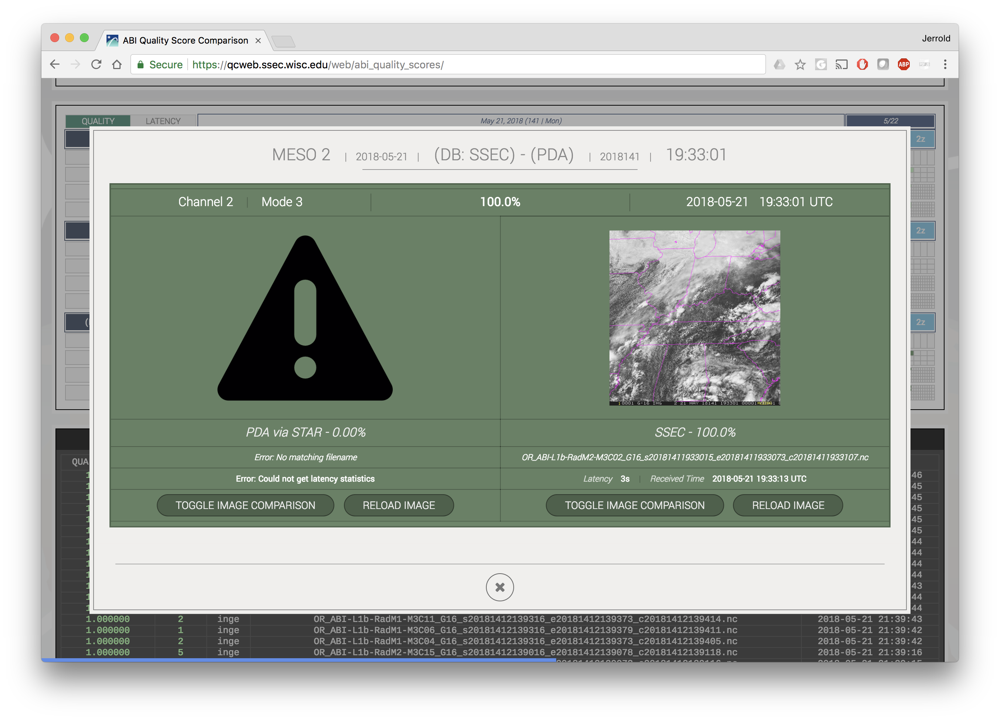 ABI Quality Score Comparison
Jerrold
Secure https://qcweb.ssec.wisc.edu/web/abi_quality_scores/
ABP
QUALITY LATENCY May 21, 2018 (141 | Mon) 5/22
2z
2z
2z
MESO 2 | 2018-05-21 | (DB: SSEC) - (PDA) | 2018141 | 19:33:01
Channel 2 | Mode 3 | 100.0% | 2018-05-21 19:33:01 UTC
PDA via STAR - 0.00% SSEC - 100.0%
Error: No matching filename OR_ABI-L1b-RadM2-M3C02_G16_s20181411933015_e20181411933073_c20181411933107.nc
Error: Could not get latency statistics Latency 3s | Received Time 2018-05-21 19:33:13 UTC
TOGGLE IMAGE COMPARISON RELOAD IMAGE TOGGLE IMAGE COMPARISON RELOAD IMAGE
QUA
46
45
45
45
45
45
44
44
44
44
43
44
44
1.000000 2 inge OR_ABI-L1b-RadM1-M3C11_G16_s20181412139316_e20181412139373_c20181412139414.nc 2018-05-21 21:39:43
1.000000 1 inge OR_ABI-L1b-RadM1-M3C06_G16_s20181412139316_e20181412139379_c20181412139411.nc 2018-05-21 21:39:42
1.000000 2 inge OR_ABI-L1b-RadM1-M3C04_G16_s20181412139316_e20181412139373_c20181412139405.nc 2018-05-21 21:39:42
1.000000 5 inge OR_ABI-L1b-RadM2-M3C15_G16_s20181412139016_e20181412139078_c20181412139118.nc 2018-05-21 21:39:16